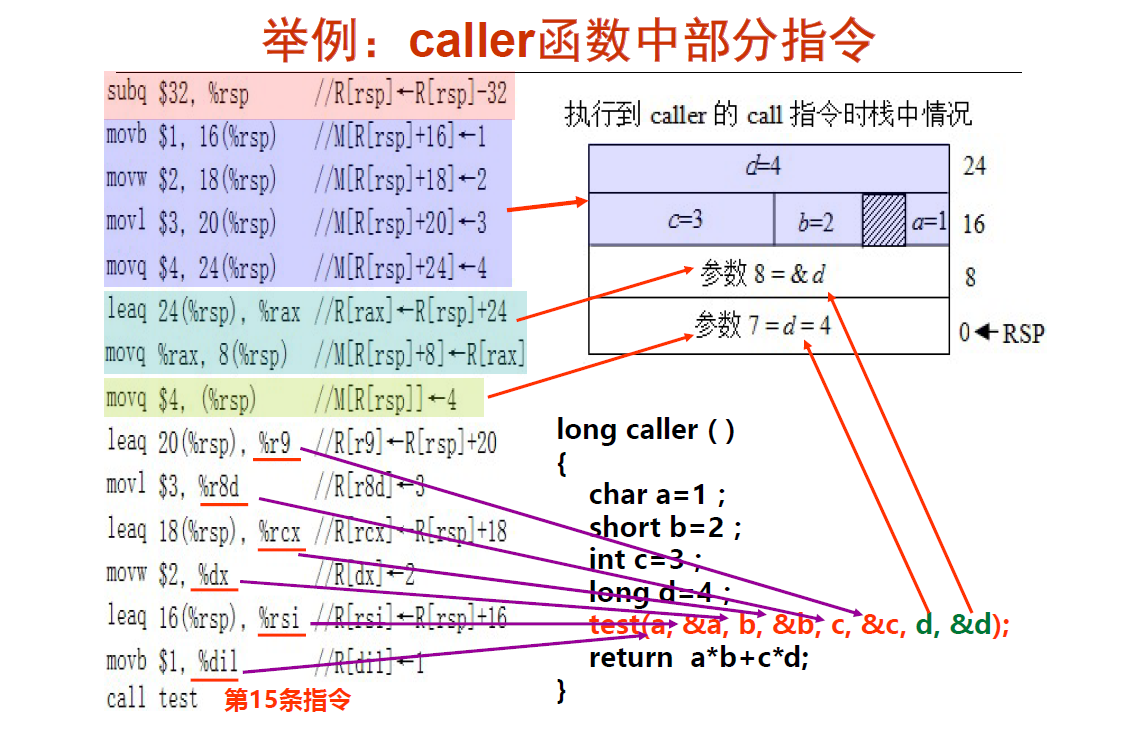 举例：caller函数中部分指令
subq $32, %rsp //R[rsp]←R[rsp]-32
movb $1, 16(%rsp) //M[R[rsp]+16]←1
movw $2, 18(%rsp) //M[R[rsp]+18]←2
movl $3, 20(%rsp) //M[R[rsp]+20]←3
movq $4, 24(%rsp) //M[R[rsp]+24]←4
leaq 24(%rsp), %rax //R[rax]←R[rsp]+24
movq %rax, 8(%rsp) //M[R[rsp]+8]←R[rax]
movq $4, (%rsp) //M[R[rsp]]←4
leaq 20(%rsp), %r9 //R[r9]←R[rsp]+20
movl $3, %r8d //R[r8d]←3
leaq 18(%rsp), %rcx //R[rcx]←R[rsp]+18
movw $2, %dx //R[dx]←2
leaq 16(%rsp), %rsi //R[rsi]←R[rsp]+16
movb $1, %dil //R[dil]←1
call test 第15条指令
执行到 caller 的 call 指令时栈中情况
d=4 24
c=3 b=2 a=1 16
参数 8 = &d 8
参数 7 = d = 4 0←RSP
long caller ( )
{
char a=1 ;
short b=2 ;
int c=3 ;
long d=4 ;
test(a, &a, b, &b, c, &c, d, &d);
return a*b+c*d;
}